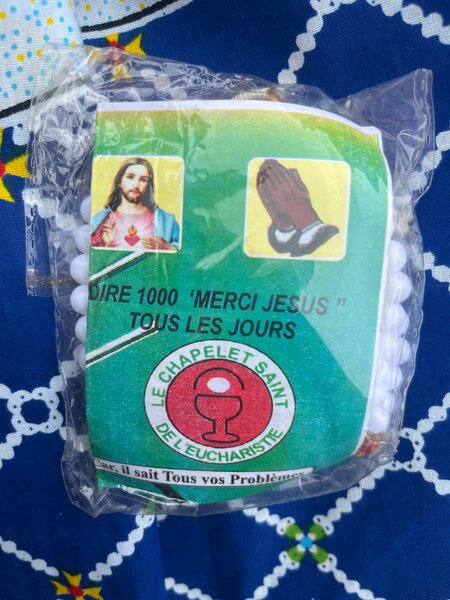 DIRE 1000 'MERCI JESUS"
TOUS LES JOURS
LE CHAPELET SAINT
DE L'EUCHARISTIE
Car, il sait Tous vos Problèmes